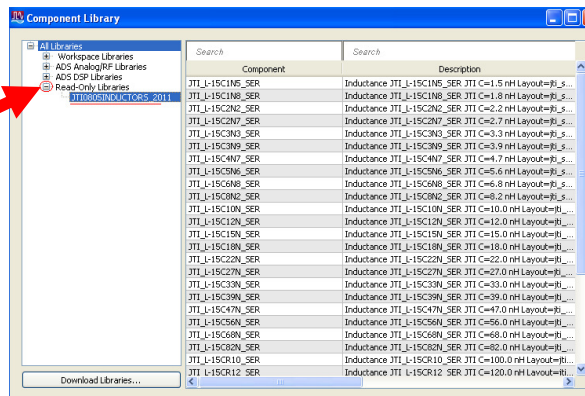 Component Library
All Libraries
Workspace Libraries
ADS Analog/RF Libraries
ADS DSP Libraries
Read-Only Libraries
JTI0805INDUCTORS_2011
Download Libraries...
Search Search
Component Description
JTI_L-15C1N5_SER Inductance JTI_L-15C1N5_SER JTI C=1.5 nH Layout=jti_s...
JTI_L-15C1N8_SER Inductance JTI_L-15C1N8_SER JTI C=1.8 nH Layout=jti_s...
JTI_L-15C2N2_SER Inductance JTI_L-15C2N2_SER JTI C=2.2 nH Layout=jti_s...
JTI_L-15C2N7_SER Inductance JTI_L-15C2N7_SER JTI C=2.7 nH Layout=jti_s...
JTI_L-15C3N3_SER Inductance JTI_L-15C3N3_SER JTI C=3.3 nH Layout=jti_s...
JTI_L-15C3N9_SER Inductance JTI_L-15C3N9_SER JTI C=3.9 nH Layout=jti_s...
JTI_L-15C4N7_SER Inductance JTI_L-15C4N7_SER JTI C=4.7 nH Layout=jti_s...
JTI_L-15C5N6_SER Inductance JTI_L-15C5N6_SER JTI C=5.6 nH Layout=jti_s...
JTI_L-15C6N8_SER Inductance JTI_L-15C6N8_SER JTI C=6.8 nH Layout=jti_s...
JTI_L-15C8N2_SER Inductance JTI_L-15C8N2_SER JTI C=8.2 nH Layout=jti_s...
JTI_L-15C10N_SER Inductance JTI_L-15C10N_SER JTI C=10.0 nH Layout=jti_...
JTI_L-15C12N_SER Inductance JTI_L-15C12N_SER JTI C=12.0 nH Layout=jti_...
JTI_L-15C15N_SER Inductance JTI_L-15C15N_SER JTI C=15.0 nH Layout=jti_...
JTI_L-15C18N_SER Inductance JTI_L-15C18N_SER JTI C=18.0 nH Layout=jti_...
JTI_L-15C22N_SER Inductance JTI_L-15C22N_SER JTI C=22.0 nH Layout=jti_...
JTI_L-15C27N_SER Inductance JTI_L-15C27N_SER JTI C=27.0 nH Layout=jti_...
JTI_L-15C33N_SER Inductance JTI_L-15C33N_SER JTI C=33.0 nH Layout=jti_...
JTI_L-15C39N_SER Inductance JTI_L-15C39N_SER JTI C=39.0 nH Layout=jti_...
JTI_L-15C47N_SER Inductance JTI_L-15C47N_SER JTI C=47.0 nH Layout=jti_...
JTI_L-15C56N_SER Inductance JTI_L-15C56N_SER JTI C=56.0 nH Layout=jti_...
JTI_L-15C68N_SER Inductance JTI_L-15C68N_SER JTI C=68.0 nH Layout=jti_...
JTI_L-15C82N_SER Inductance JTI_L-15C82N_SER JTI C=82.0 nH Layout=jti_...
JTI_L-15CR10_SER Inductance JTI_L-15CR10_SER JTI C=100.0 nH Layout=jti...
JTI_L-15CR12_SER Inductance JTI_L-15CR12_SER JTI C=120.0 nH Layout=jti...